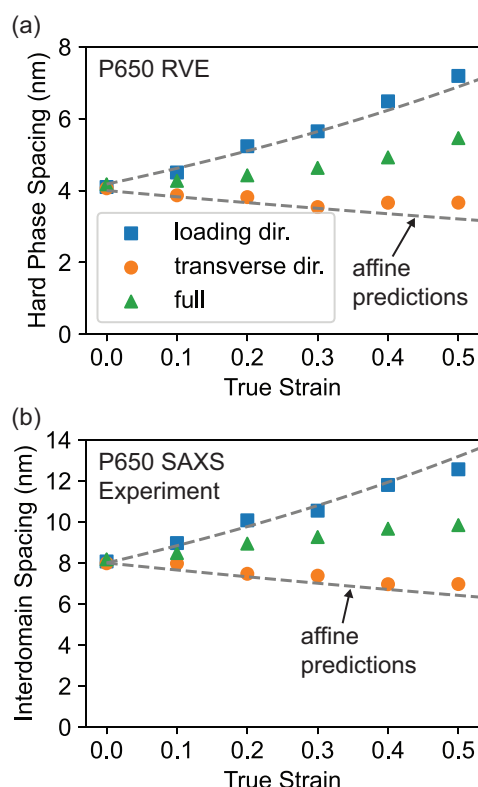 (a)
P650 RVE
Hard Phase Spacing (nm)
8
6
4
2
0
loading dir.
transverse dir.
full
affine
predictions
0.0 0.1 0.2 0.3 0.4 0.5
True Strain
(b)
P650 SAXS
Experiment
Interdomain Spacing (nm)
14
12
10
8
6
4
2
0
affine
predictions
0.0 0.1 0.2 0.3 0.4 0.5
True Strain